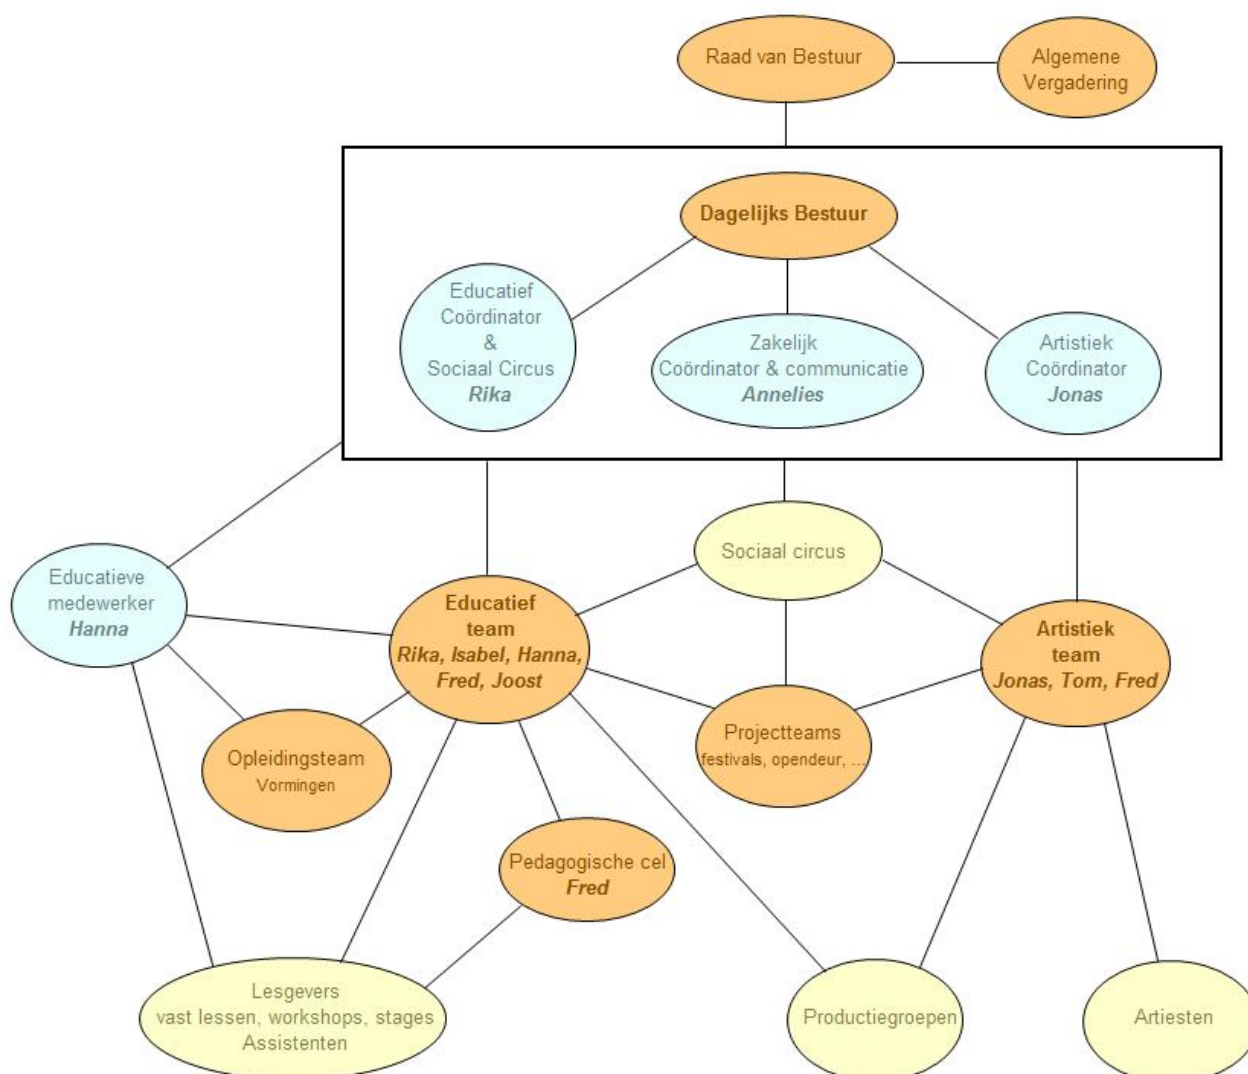 Raad van Bestuur
Algemene
Vergadering
Dagelijks Bestuur
Educatief
Coördinator
&
Sociaal Circus
Rika
Zakelijk
Coördinator & communicatie
Annelies
Artistiek
Coördinator
Jonas
Sociaal circus
Educatieve
medewerker
Hanna
Educatief
team
Rika, Isabel, Hanna,
Fred, Joost
Artistiek
team
Jonas, Tom, Fred
Opleidingsteam
Vormingen
Projectteams
festivals, opendeur, ...
Pedagogische cel
Fred
Lesgevers
vast lessen, workshops, stages
Assistenten
Productiegroepen
Artiesten